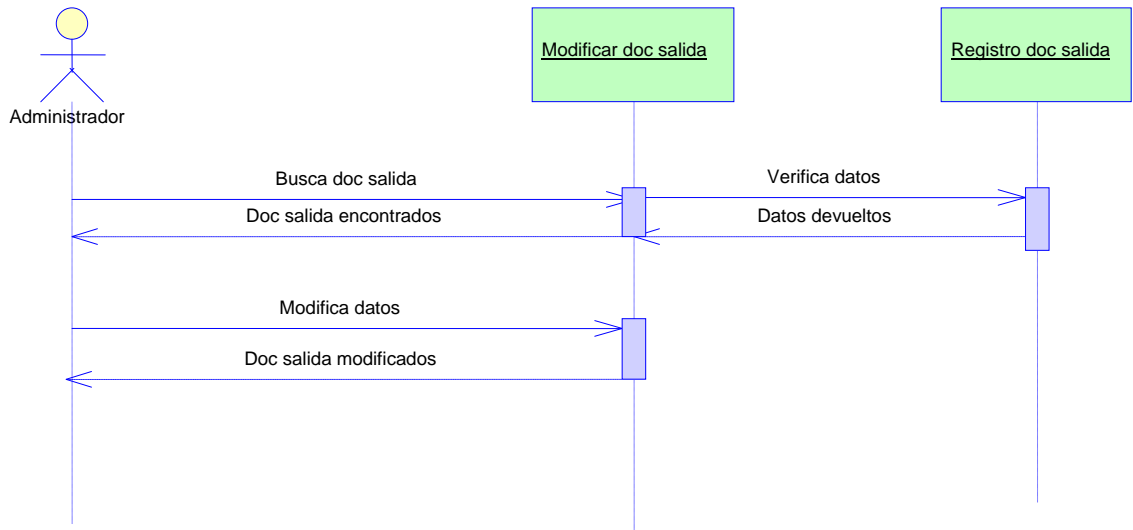 Modificar doc salida
Registro doc salida
Administrador
Busca doc salida
Verifica datos
Doc salida encontrados
Datos devueltos
Modifica datos
Doc salida modificados